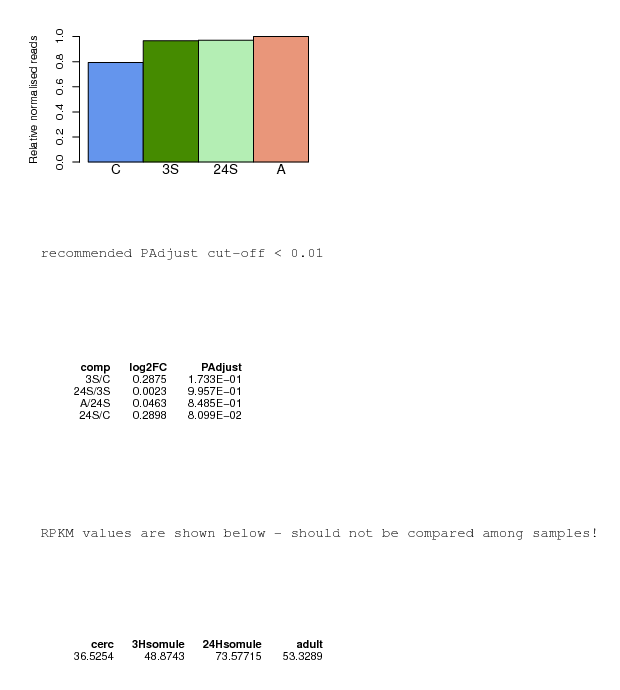 Relative normalised reads
1.0
0.8
0.6
0.4
0.2
0.0
C 3S 24S A
recommended PAdjust cut-off < 0.01
comp log2FC PAdjust
3S/C 0.2875 1.733E-01
24S/3S 0.0023 9.957E-01
A/24S 0.0463 8.485E-01
24S/C 0.2898 8.099E-02
RPKM values are shown below - should not be compared among samples!
cerc 3Hsomule 24Hsomule adult
36.5254 48.8743 73.57715 53.3289